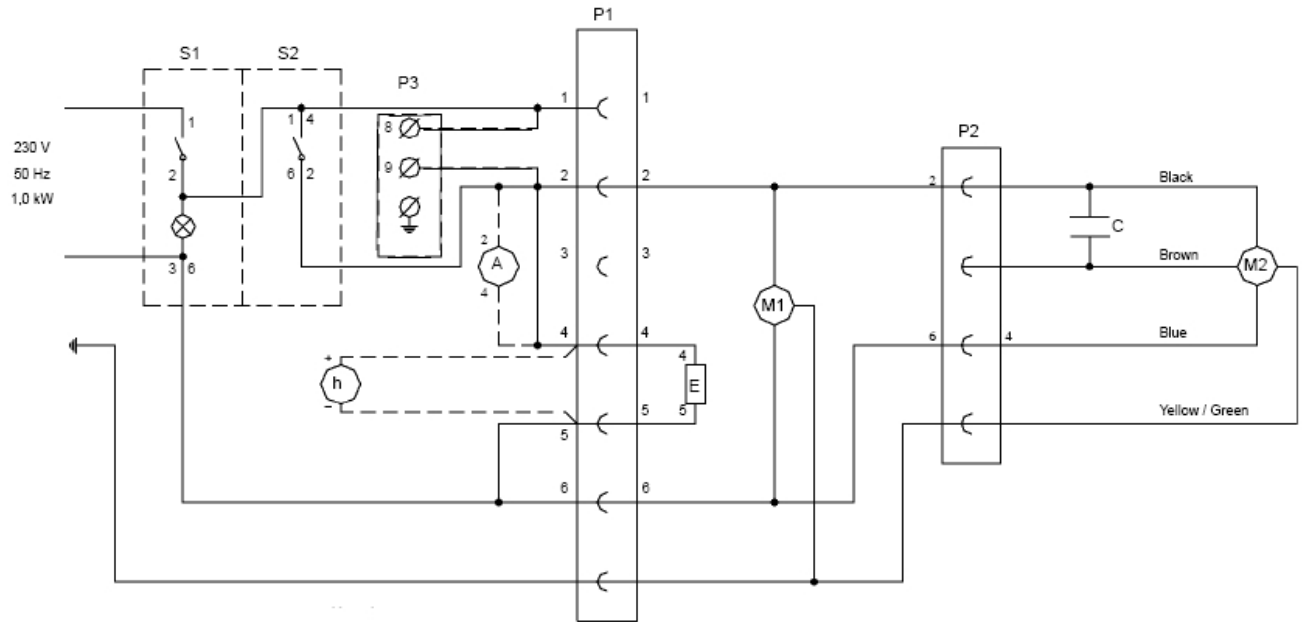 P1
S1 S2
P3
P2
230 V
50 Hz
1,0 kW
1
2
3 6
1 4
6 2
8
9
1 1
2 2
3 3
4 4
5 5
6 6
2
A
4
+
h
–
4
E
5
M1
2
6 4
C
Black
Brown
M2
Blue
Yellow / Green